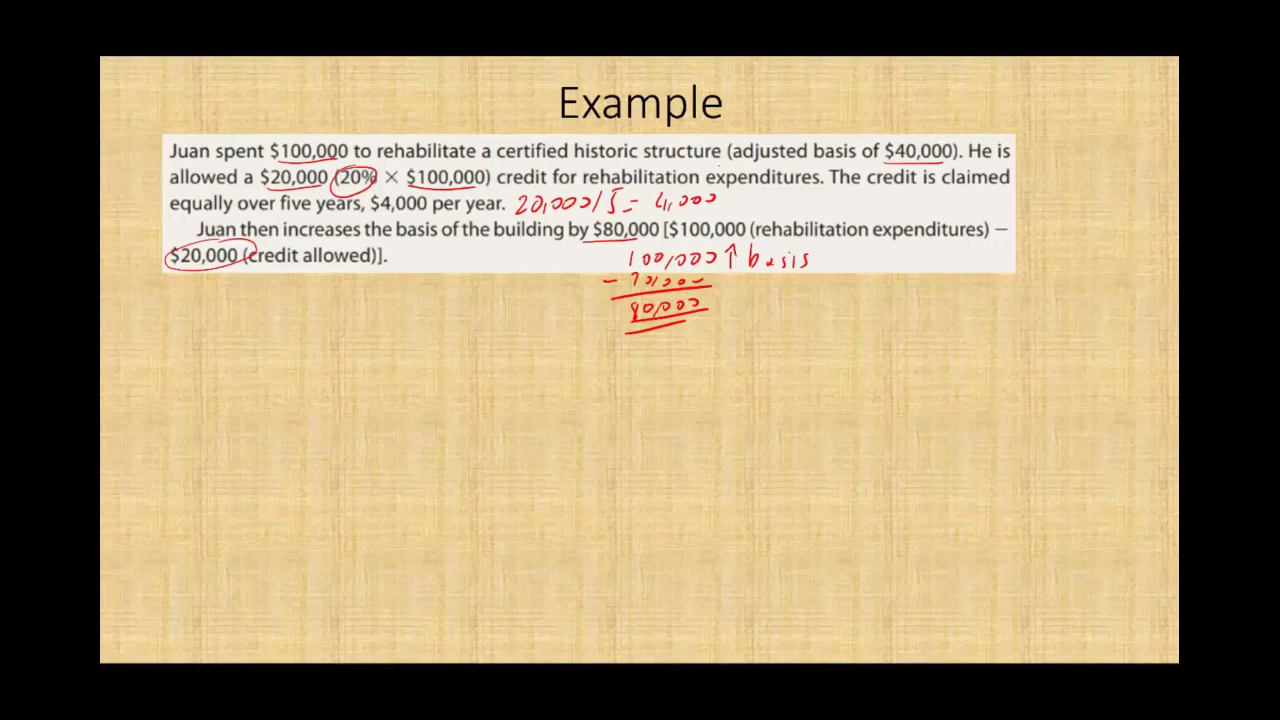 Example
Juan spent $100,000 to rehabilitate a certified historic structure (adjusted basis of $40,000). He is
allowed a $20,000 (20% × $100,000) credit for rehabilitation expenditures. The credit is claimed
equally over five years, $4,000 per year. 20,000/5= 4,000
Juan then increases the basis of the building by $80,000 [$100,000 (rehabilitation expenditures) −
$20,000 (credit allowed)].
100,000 ↑ basis
- 20,000
80,000